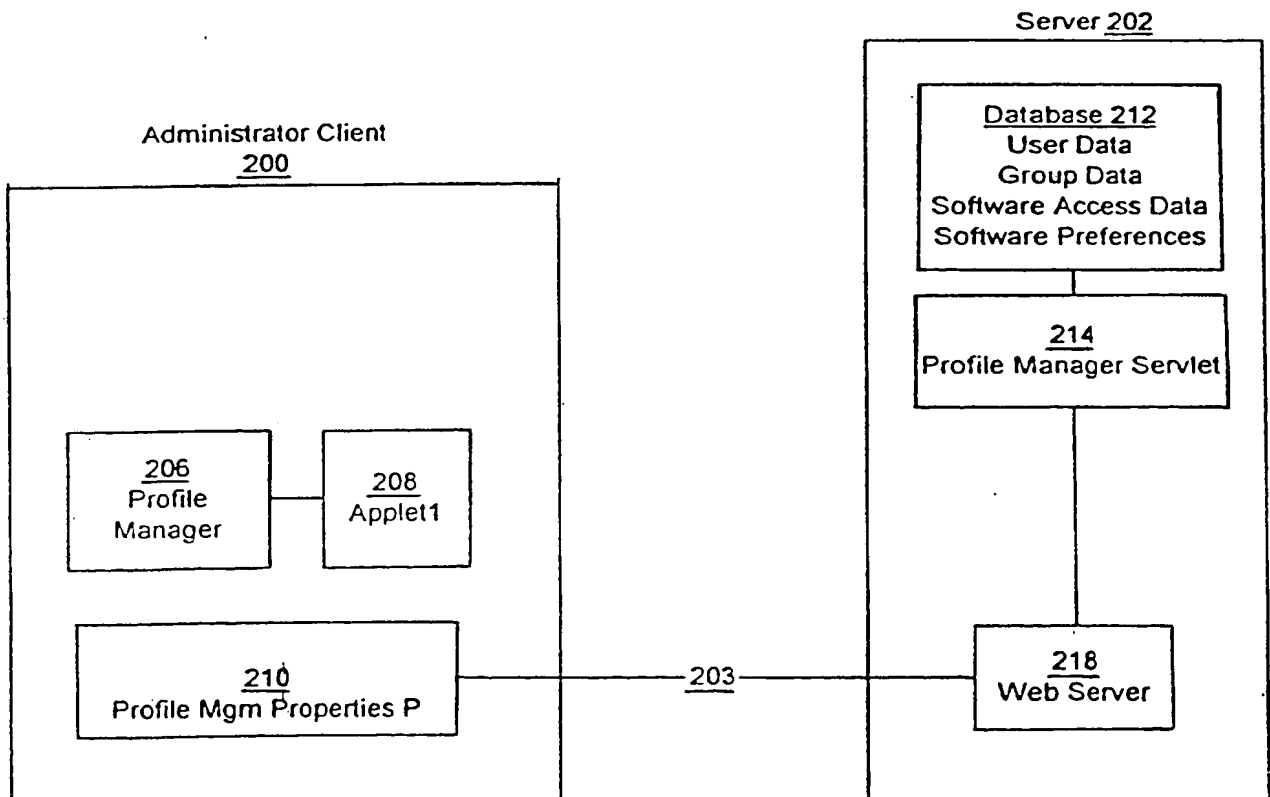 Server 202
Database 212
User Data
Group Data
Software Access Data
Software Preferences
214
Profile Manager Servlet
218
Web Server
Administrator Client
200
206
Profile
Manager
208
Applet1
210
Profile Mgm Properties P
203